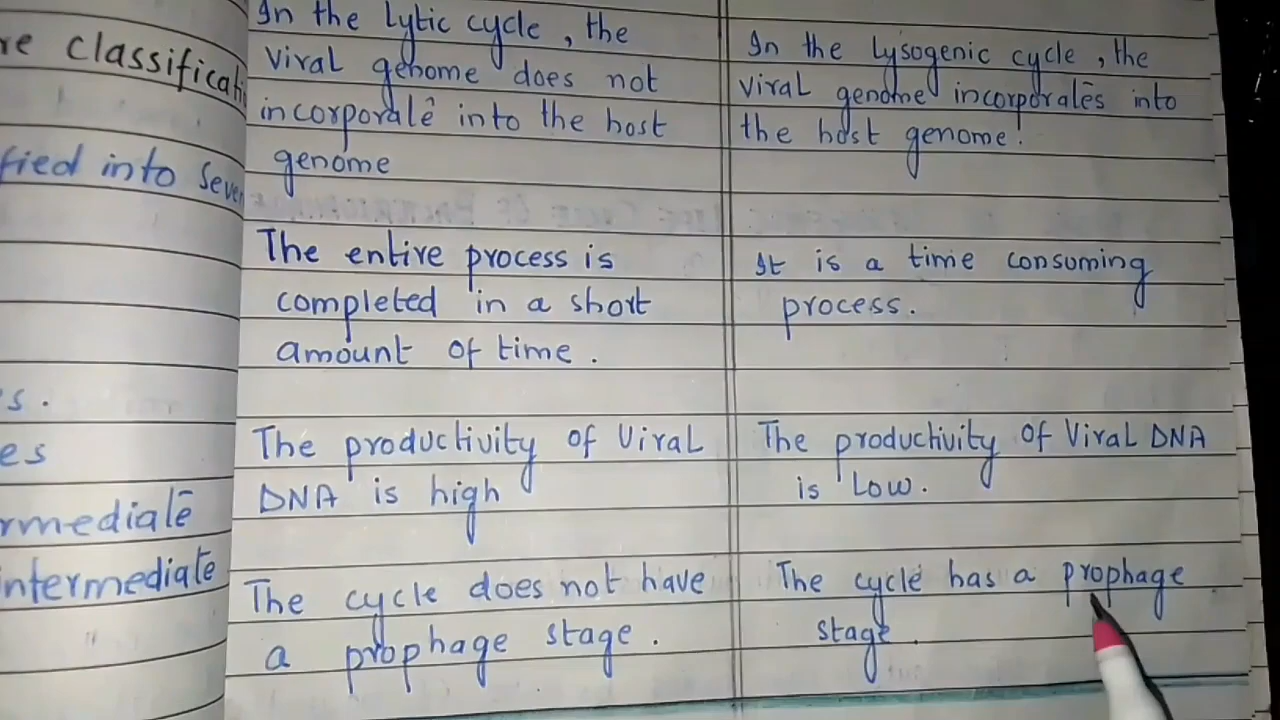 re classificati
fied into Seve
s.
es
rmediate
intermediate
In the Lytic cycle, the
Viral genome does not
incorporate into the host
genome
The entire process is
completed in a short
amount of time.
The productivity of Viral
DNA is high
The cycle does not have
a prophage stage.
In the Lysogenic cycle, the
viral genome incorporates into
the host genome.
It is a time consuming
process.
The productivity of Viral DNA
is Low.
The cycle has a prophage
stage.